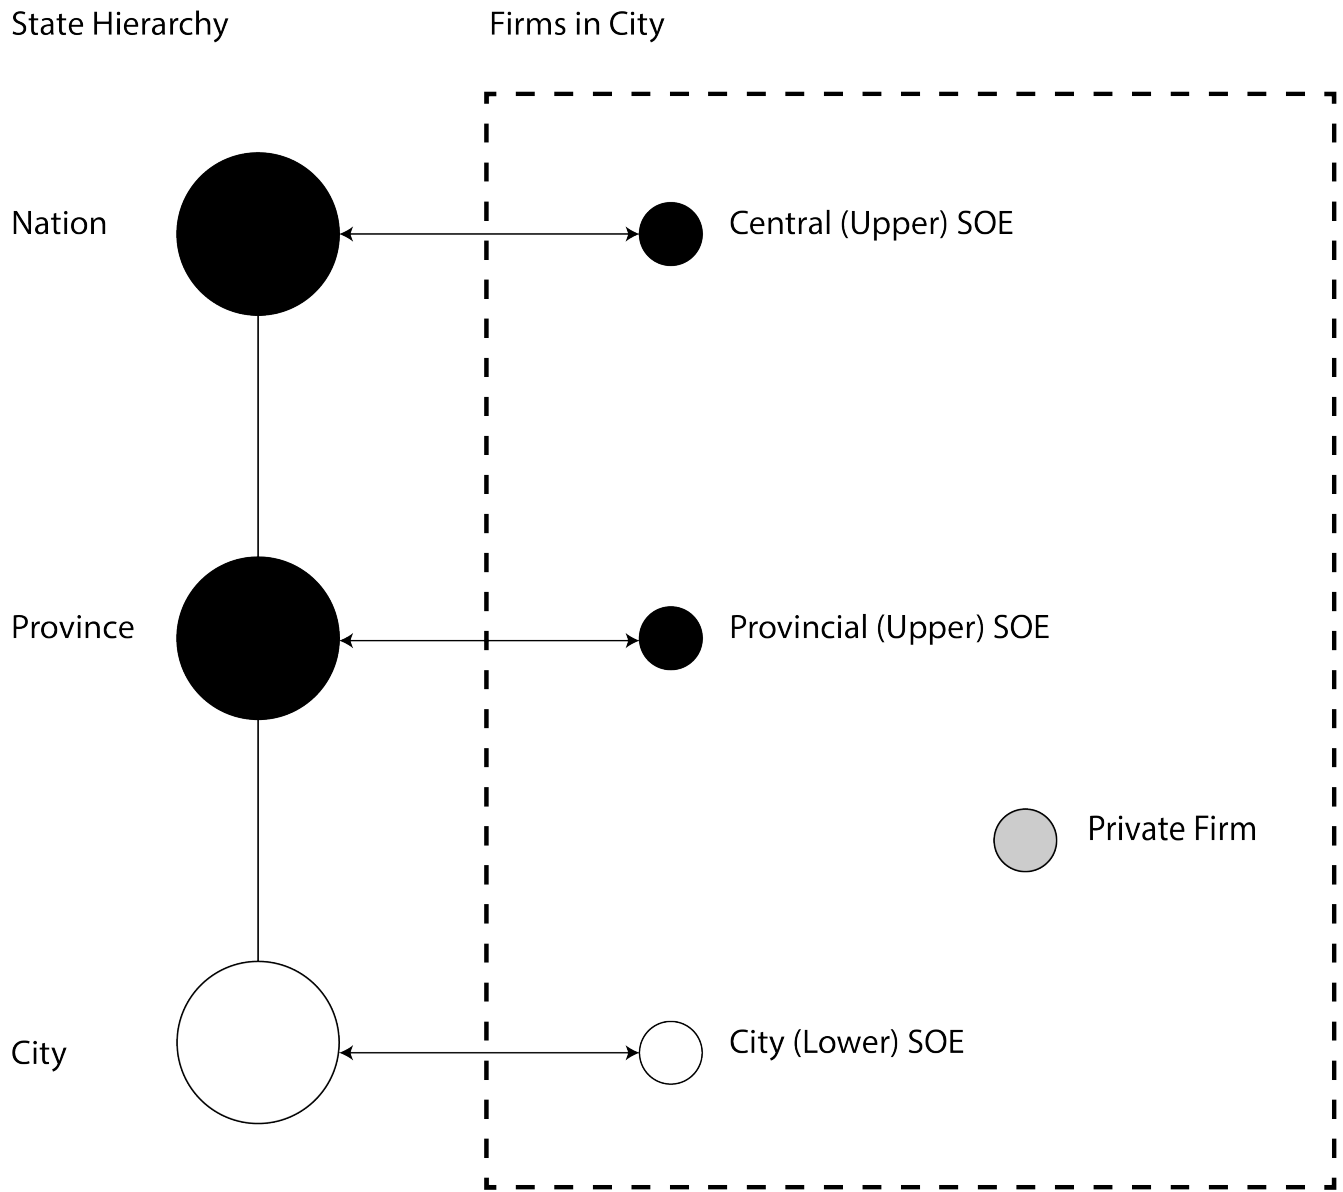 State Hierarchy
Firms in City
Nation
Central (Upper) SOE
Province
Provincial (Upper) SOE
Private Firm
City
City (Lower) SOE